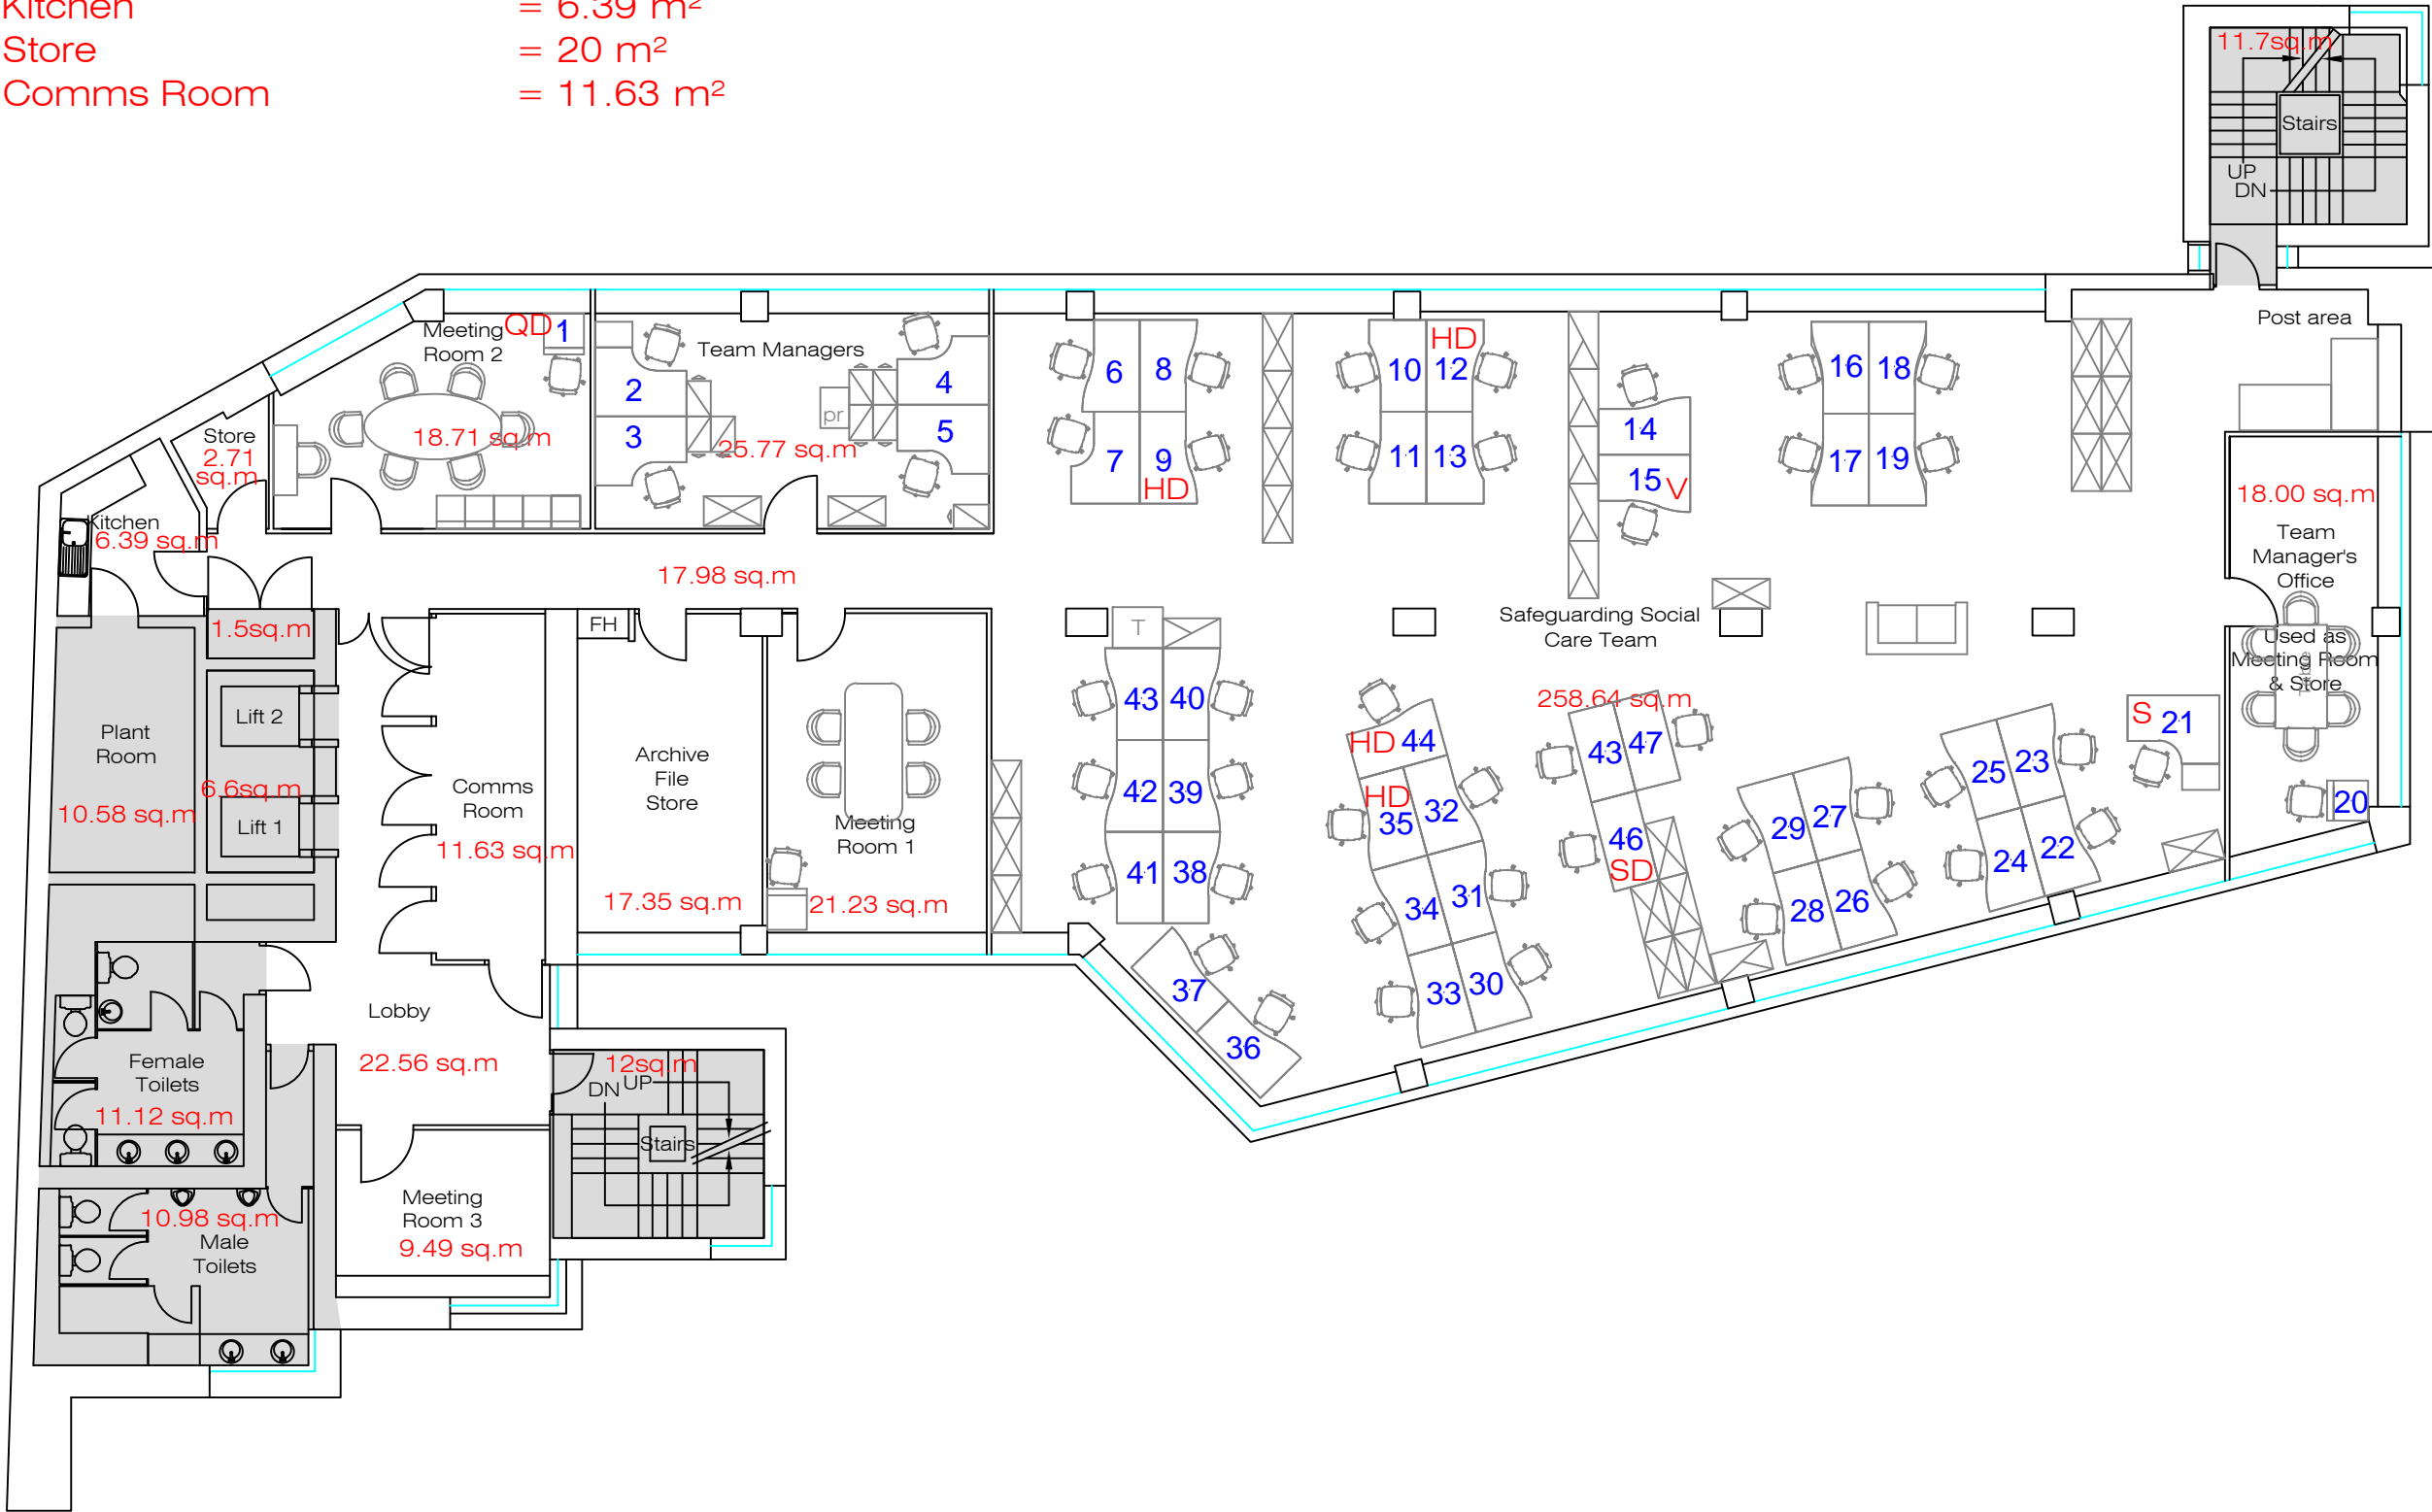 Kitchen = 6.39 m²
Store = 20 m²
Comms Room = 11.63 m²
11.7sq.m
Stairs
UP
DN
Post area
Meeting
Room 2
QD 1
18.71 sq.m
Team Managers
2
3
pr
4
5
25.77 sq.m
6 8
7 9
HD
HD
10 12
11 13
14
15 V
16 18
17 19
Store
2.71
sq.m
Kitchen
6.39 sq.m
17.98 sq.m
18.00 sq.m
Team
Manager's
Office
Used as
Meeting Room
& Store
20
Safeguarding Social
Care Team
258.64 sq.m
1.5sq.m
FH
T
Lift 2
6.6sq.m
Lift 1
Plant
Room
10.58 sq.m
Comms
Room
11.63 sq.m
Archive
File
Store
17.35 sq.m
Meeting
Room 1
21.23 sq.m
43 40
42 39
41 38
37
36
HD 44
HD
35 32
34 31
33 30
43 47
46
SD
29 27
28 26
25 23
24 22
S 21
Lobby
22.56 sq.m
Female
Toilets
11.12 sq.m
12sq.m
DN UP
Stairs
Meeting
Room 3
9.49 sq.m
10.98 sq.m
Male
Toilets